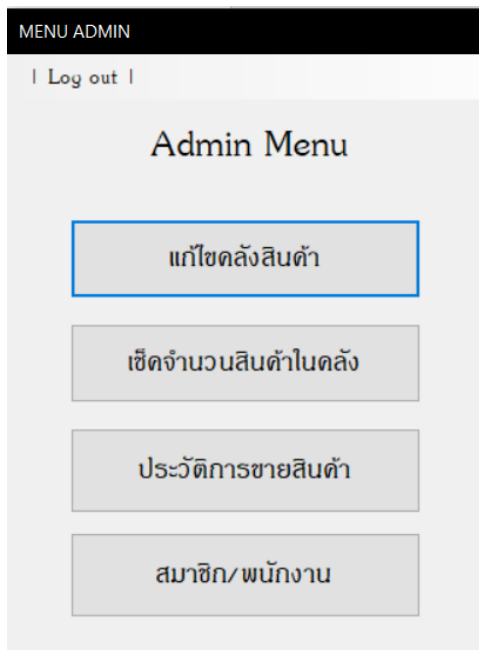 MENU ADMIN
| Log out |
Admin Menu
แก้ไขคลังสินค้า
เช็คจำนวนสินค้าในคลัง
ประวัติการขายสินค้า
สมาชิก/พนักงาน